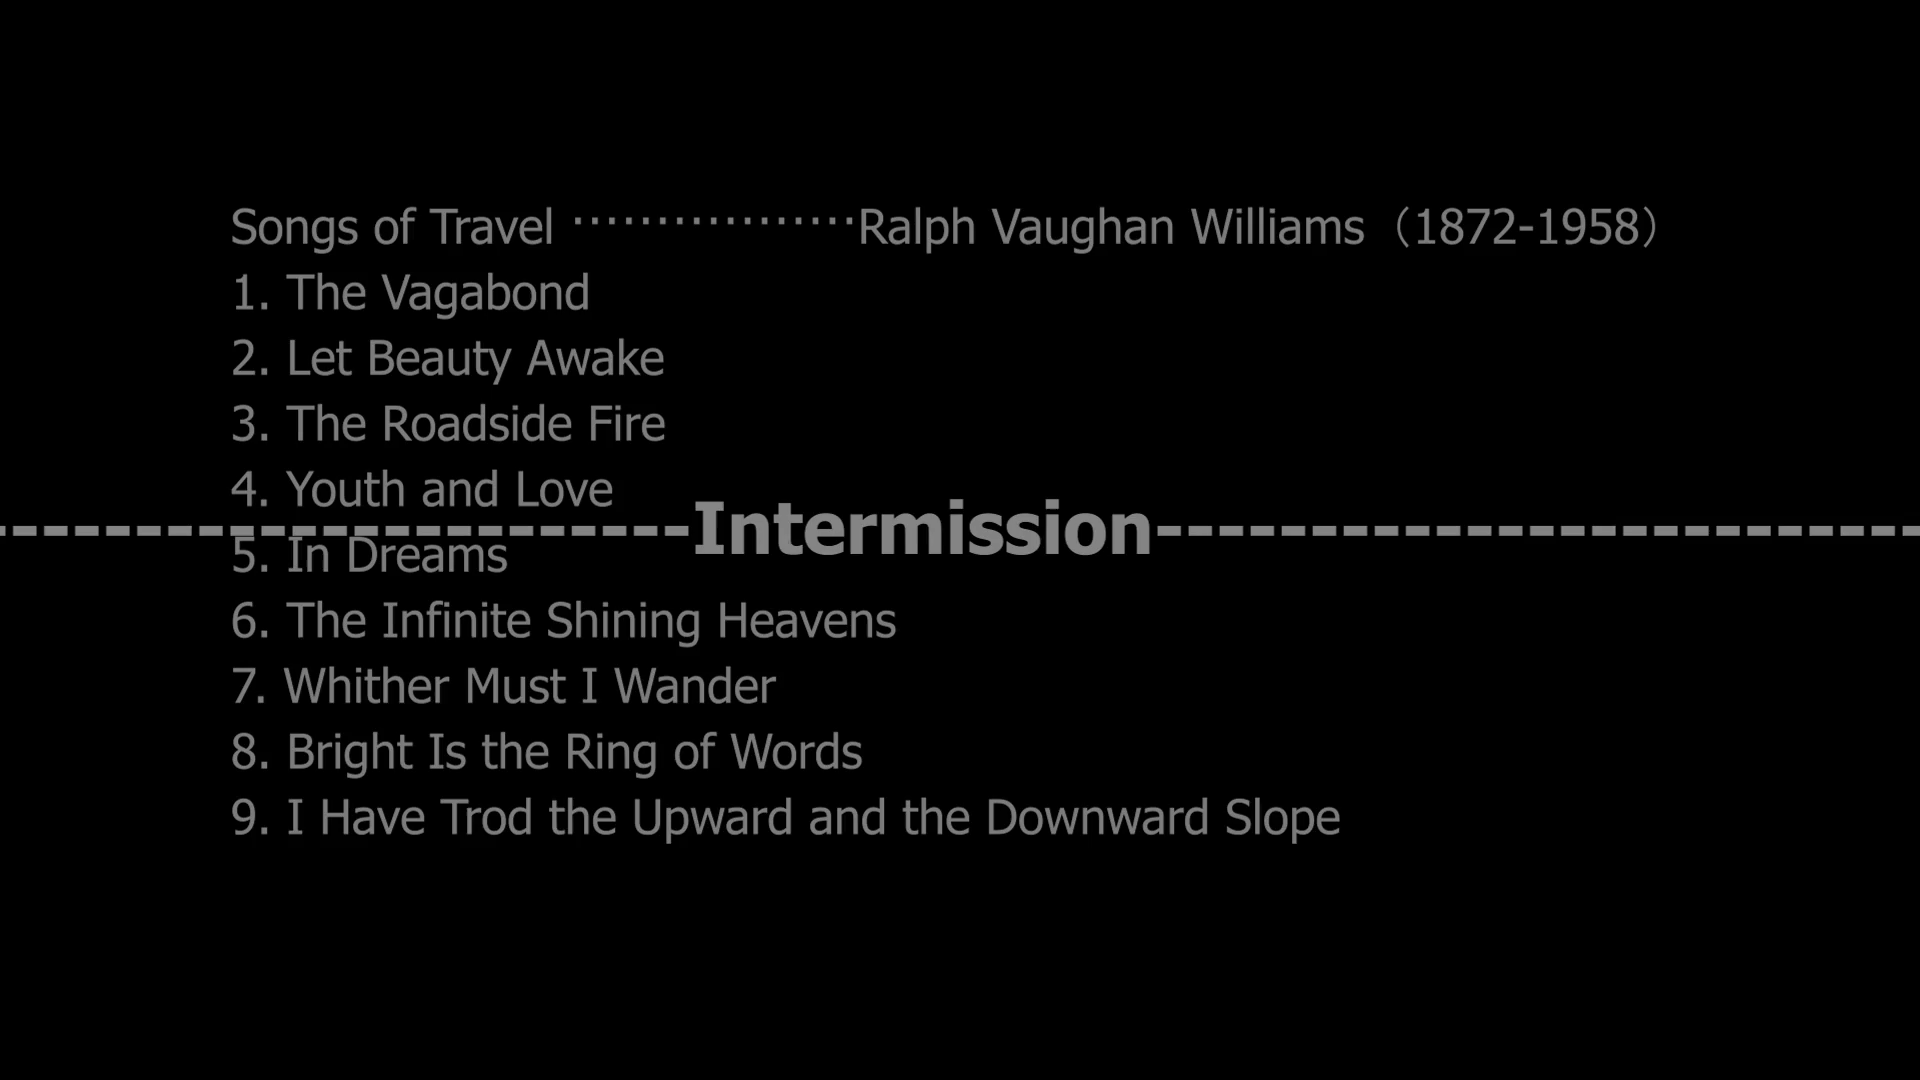 Songs of Travel ·················Ralph Vaughan Williams（1872-1958）
1. The Vagabond
2. Let Beauty Awake
3. The Roadside Fire
4. Youth and Love
----------------------Intermission-------------------------
5. In Dreams
6. The Infinite Shining Heavens
7. Whither Must I Wander
8. Bright Is the Ring of Words
9. I Have Trod the Upward and the Downward Slope